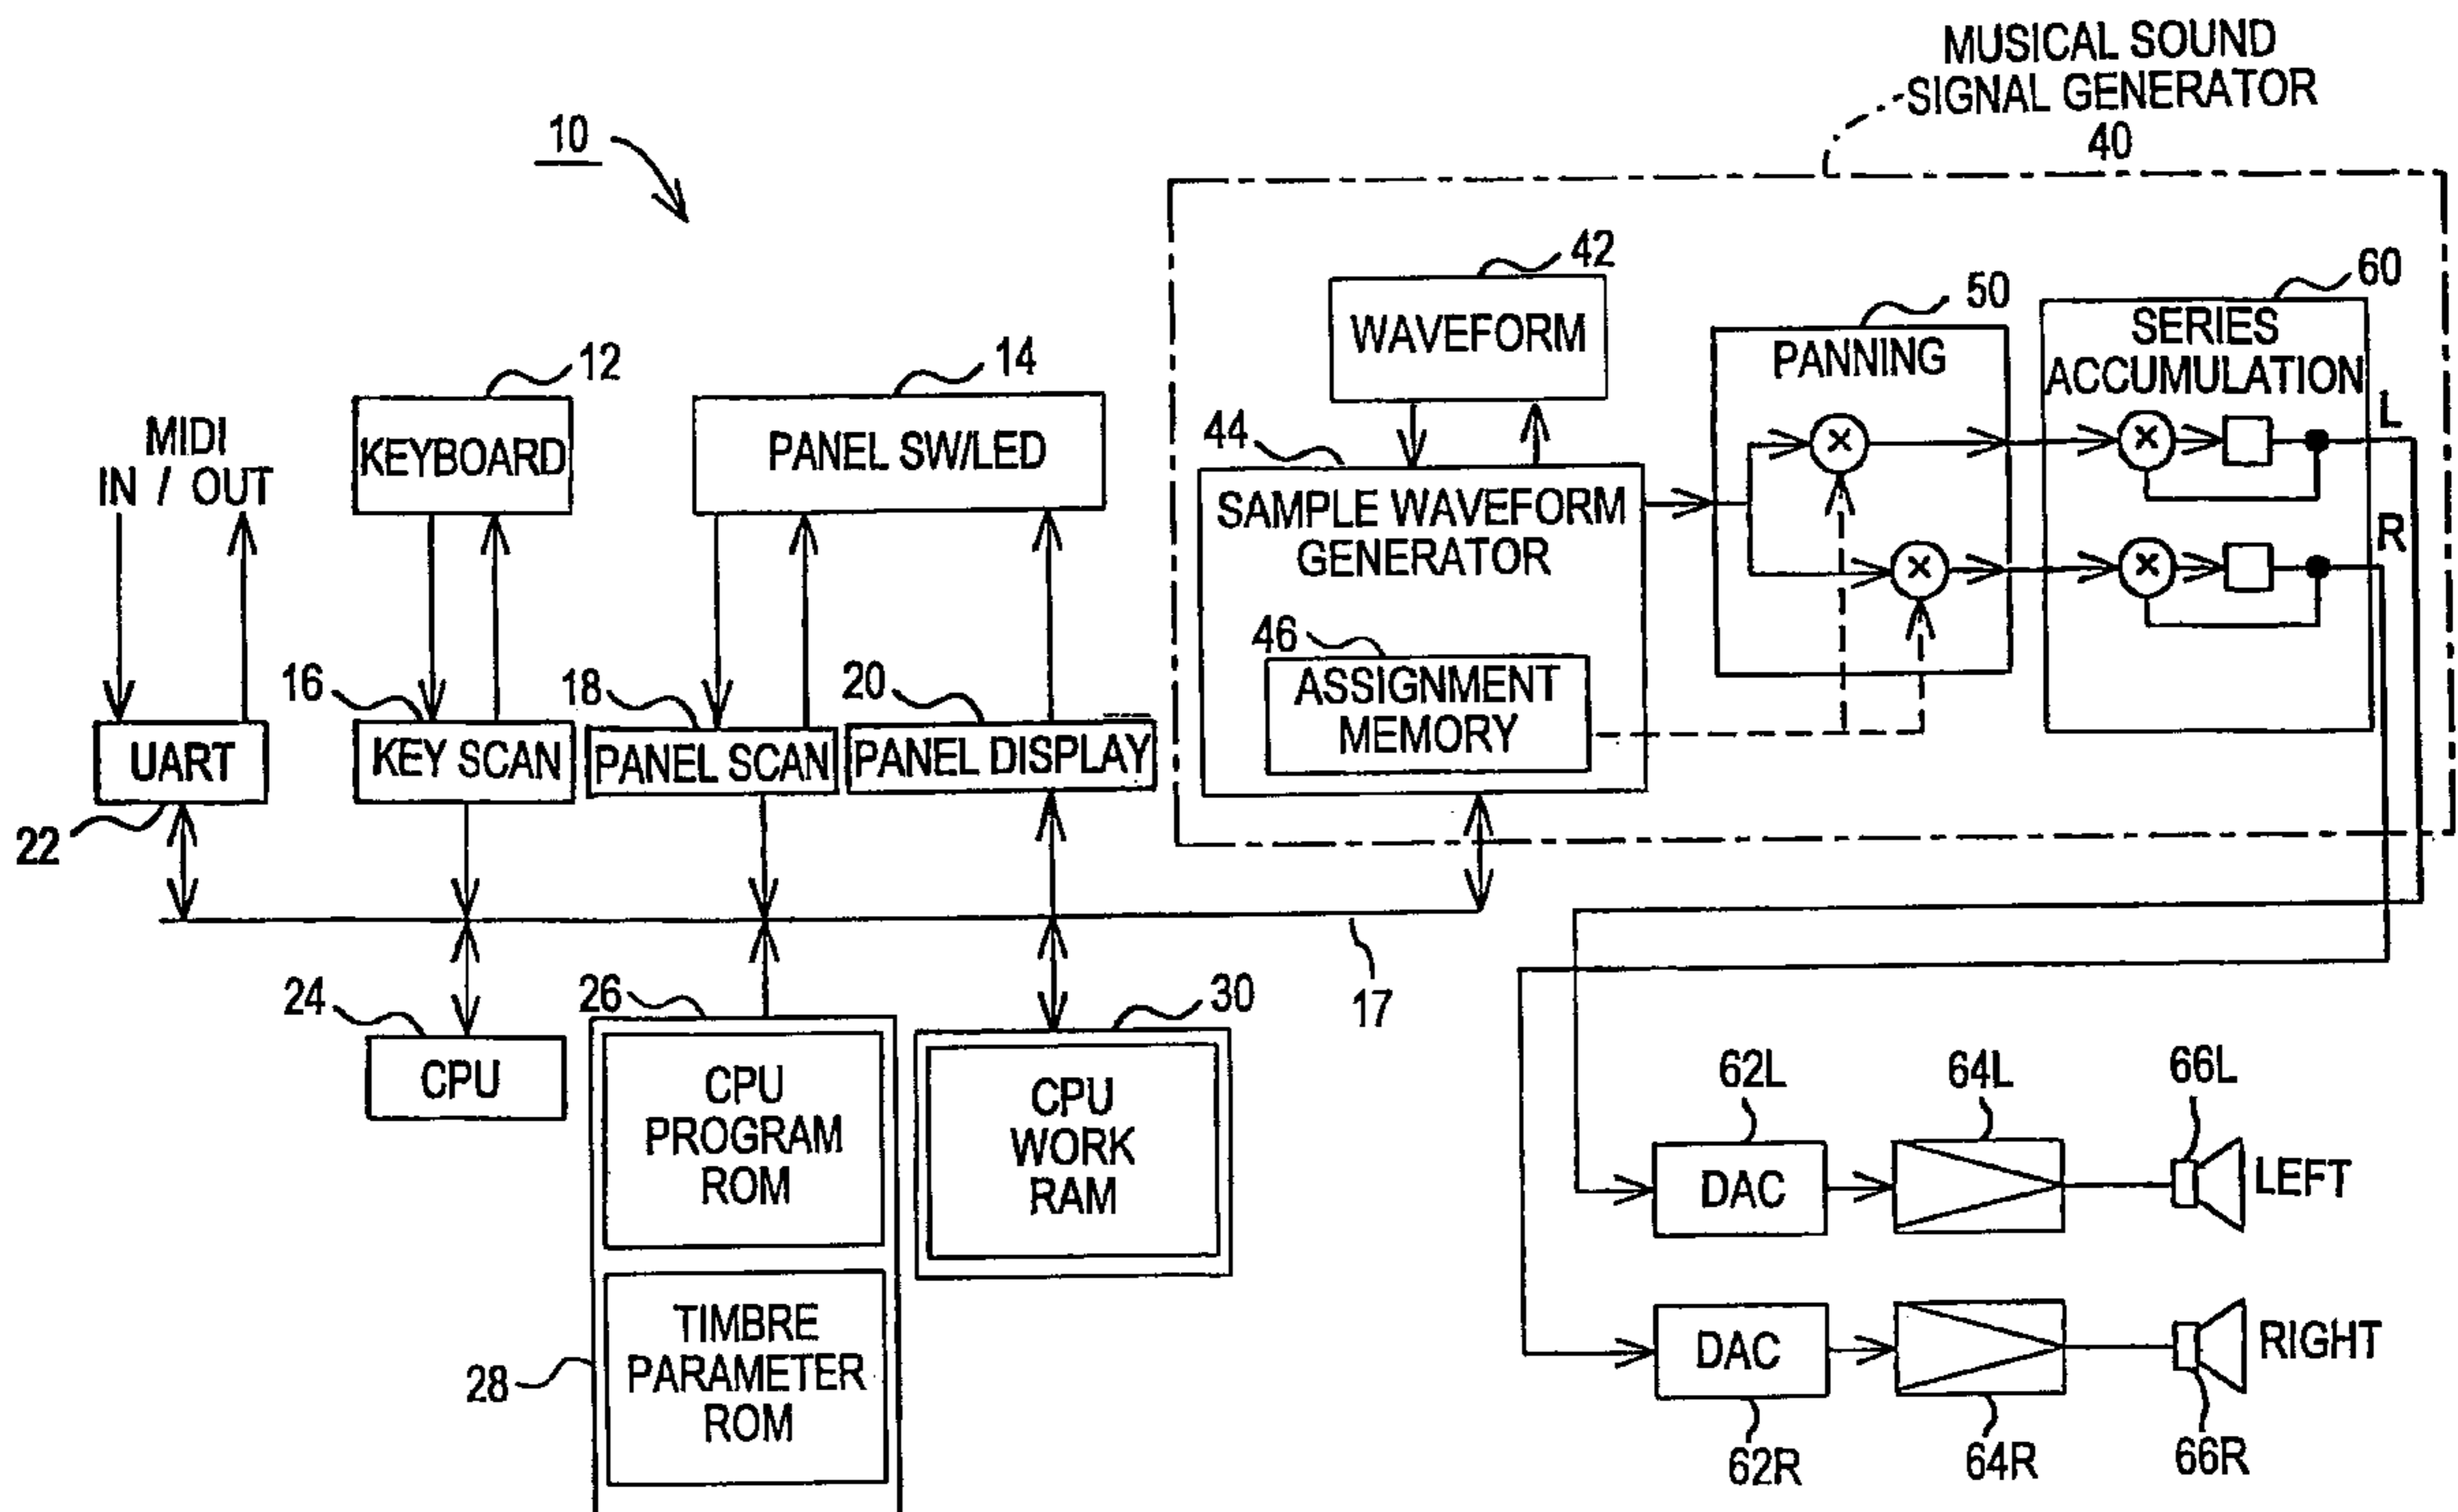 MUSICAL SOUND
SIGNAL GENERATOR
40
10
42
WAVEFORM
50
PANNING
60
SERIES
ACCUMULATION
L
R
×
×
×
×
44
SAMPLE WAVEFORM
GENERATOR
46
ASSIGNMENT
MEMORY
12
KEYBOARD
14
PANEL SW/LED
MIDI
IN / OUT
16
KEY SCAN
18
PANEL SCAN
20
PANEL DISPLAY
UART
22
17
24
CPU
26
CPU
PROGRAM
ROM
28
TIMBRE
PARAMETER
ROM
30
CPU
WORK
RAM
62L
DAC
64L
66L
LEFT
DAC
62R
64R
66R
RIGHT